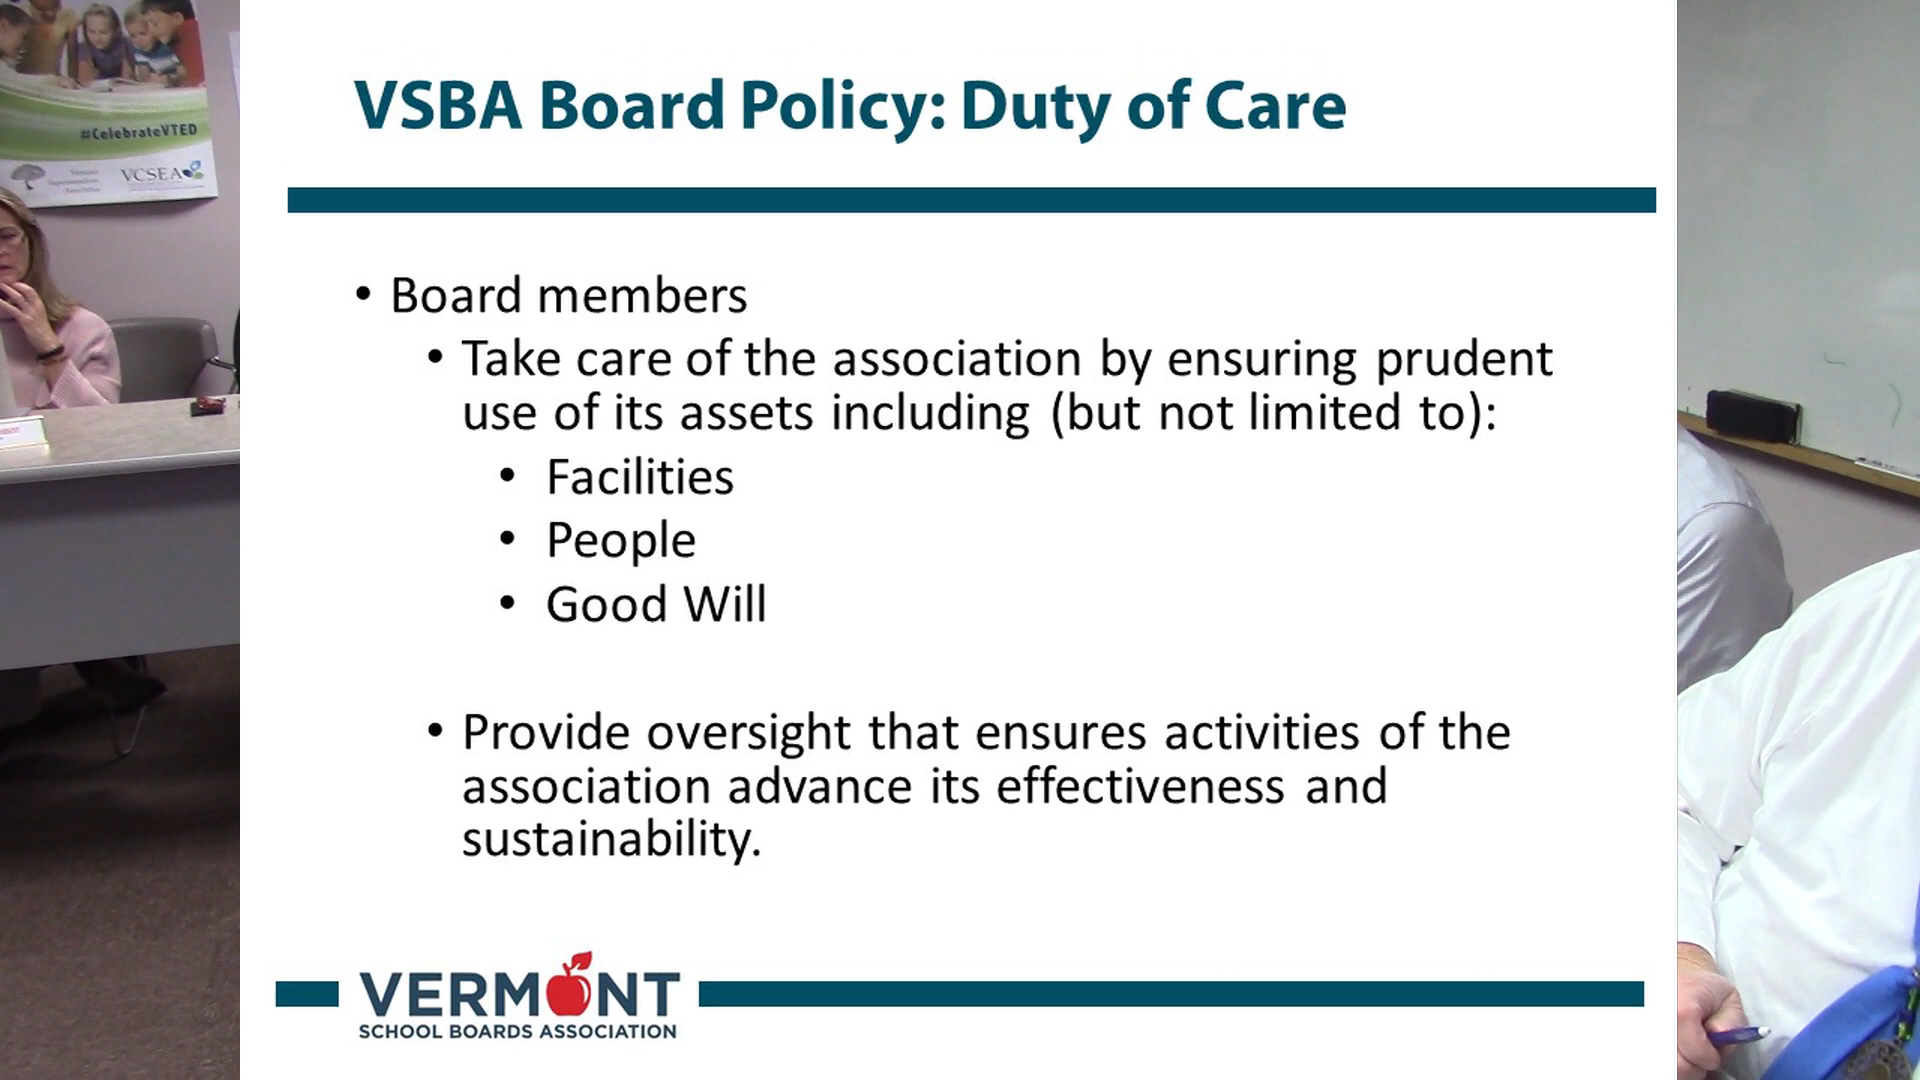 #CelebrateVTED
VCSEA
VSBA Board Policy: Duty of Care
• Board members
• Take care of the association by ensuring prudent
use of its assets including (but not limited to):
• Facilities
• People
• Good Will
• Provide oversight that ensures activities of the
association advance its effectiveness and
sustainability.
VERMONT
SCHOOL BOARDS ASSOCIATION